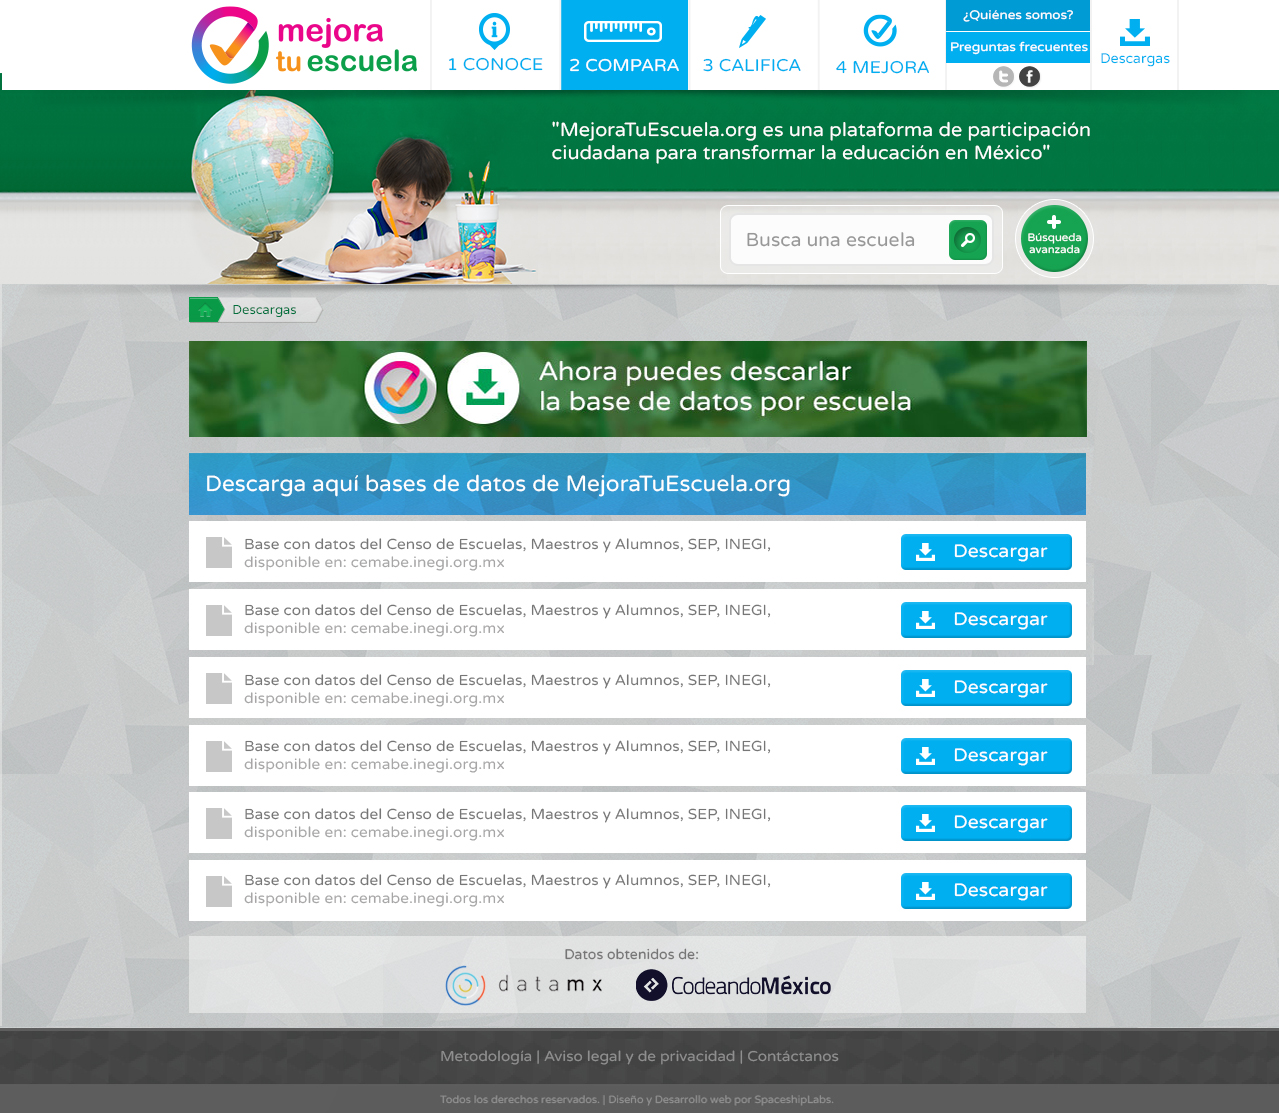 mejora
tu escuela
1 CONOCE
2 COMPARA
3 CALIFICA
4 MEJORA
¿Quiénes somos?
Preguntas frecuentes
Descargas
"MejoraTuEscuela.org es una plataforma de participación
ciudadana para transformar la educación en México"
Busca una escuela
Búsqueda
avanzada
Descargas
Ahora puedes descarlar
la base de datos por escuela
Descarga aquí bases de datos de MejoraTuEscuela.org
Base con datos del Censo de Escuelas, Maestros y Alumnos, SEP, INEGI,
disponible en: cemabe.inegi.org.mx
Descargar
Base con datos del Censo de Escuelas, Maestros y Alumnos, SEP, INEGI,
disponible en: cemabe.inegi.org.mx
Descargar
Base con datos del Censo de Escuelas, Maestros y Alumnos, SEP, INEGI,
disponible en: cemabe.inegi.org.mx
Descargar
Base con datos del Censo de Escuelas, Maestros y Alumnos, SEP, INEGI,
disponible en: cemabe.inegi.org.mx
Descargar
Base con datos del Censo de Escuelas, Maestros y Alumnos, SEP, INEGI,
disponible en: cemabe.inegi.org.mx
Descargar
Base con datos del Censo de Escuelas, Maestros y Alumnos, SEP, INEGI,
disponible en: cemabe.inegi.org.mx
Descargar
Datos obtenidos de:
datamx
CodeandoMéxico
Metodología | Aviso legal y de privacidad | Contáctanos
Todos los derechos reservados. | Diseño y Desarrollo web por SpaceshipLabs.